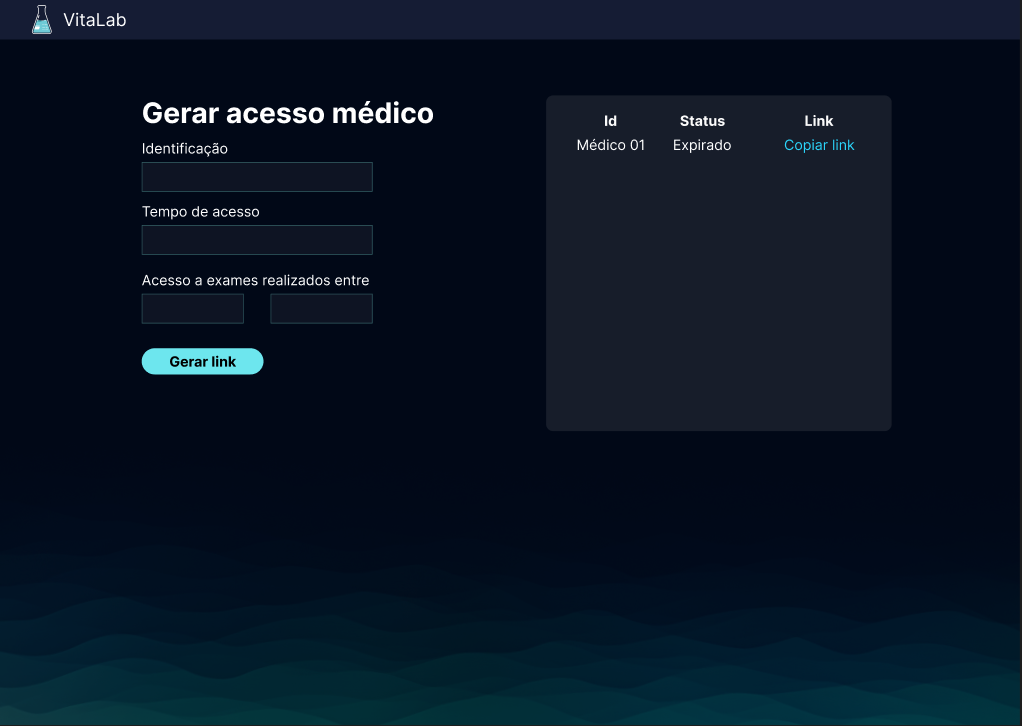 VitaLab
Gerar acesso médico
Identificação
Tempo de acesso
Acesso a exames realizados entre
Gerar link
Id Status Link
Médico 01 Expirado Copiar link